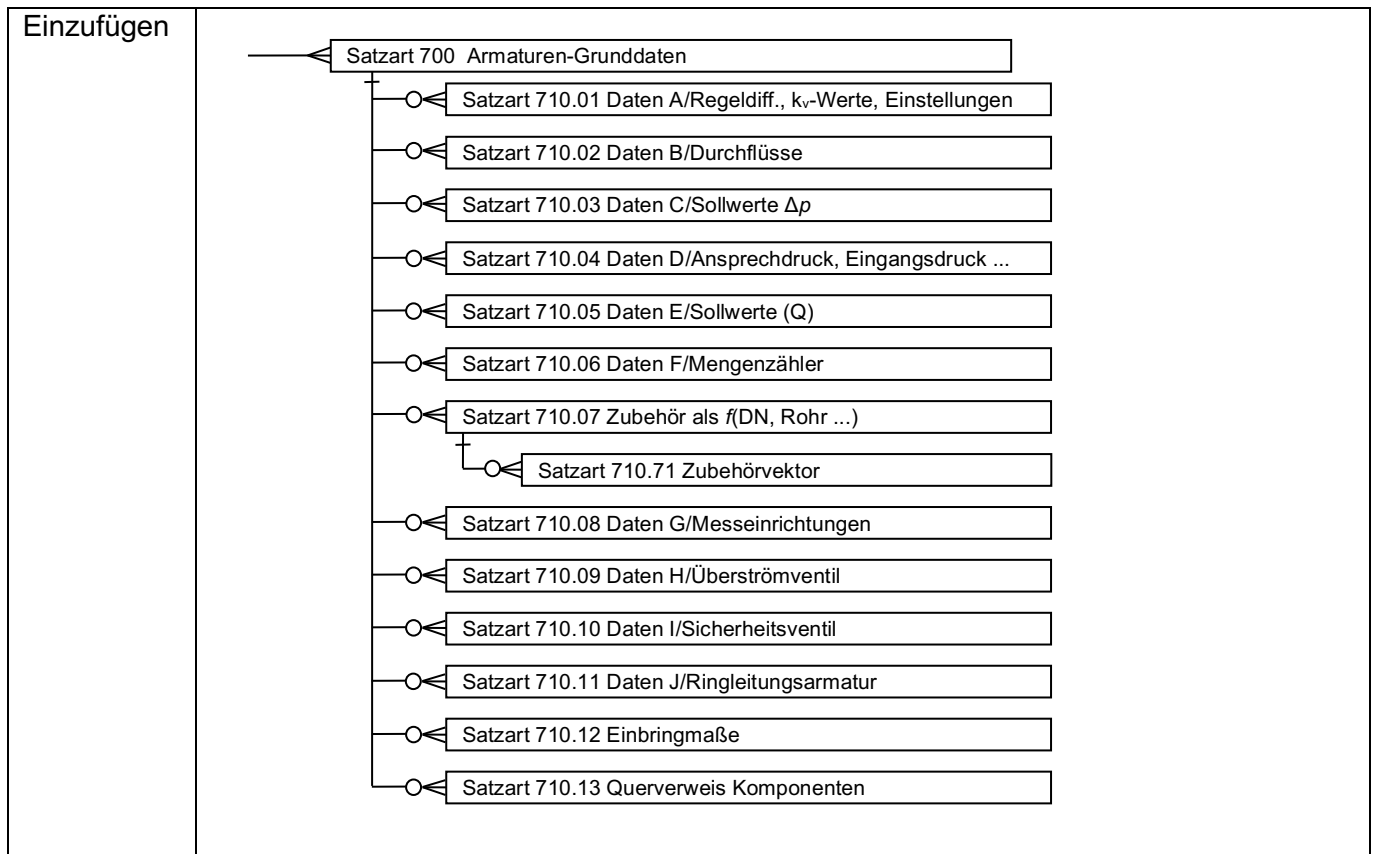 Einzufügen
Satzart 700 Armaturen-Grunddaten
Satzart 710.01 Daten A/Regeldiff., kv-Werte, Einstellungen
Satzart 710.02 Daten B/Durchflüsse
Satzart 710.03 Daten C/Sollwerte Δp
Satzart 710.04 Daten D/Ansprechdruck, Eingangsdruck ...
Satzart 710.05 Daten E/Sollwerte (Q)
Satzart 710.06 Daten F/Mengenzähler
Satzart 710.07 Zubehör als f(DN, Rohr ...)
Satzart 710.71 Zubehörvektor
Satzart 710.08 Daten G/Messeinrichtungen
Satzart 710.09 Daten H/Überströmventil
Satzart 710.10 Daten I/Sicherheitsventil
Satzart 710.11 Daten J/Ringleitungsarmatur
Satzart 710.12 Einbringmaße
Satzart 710.13 Querverweis Komponenten